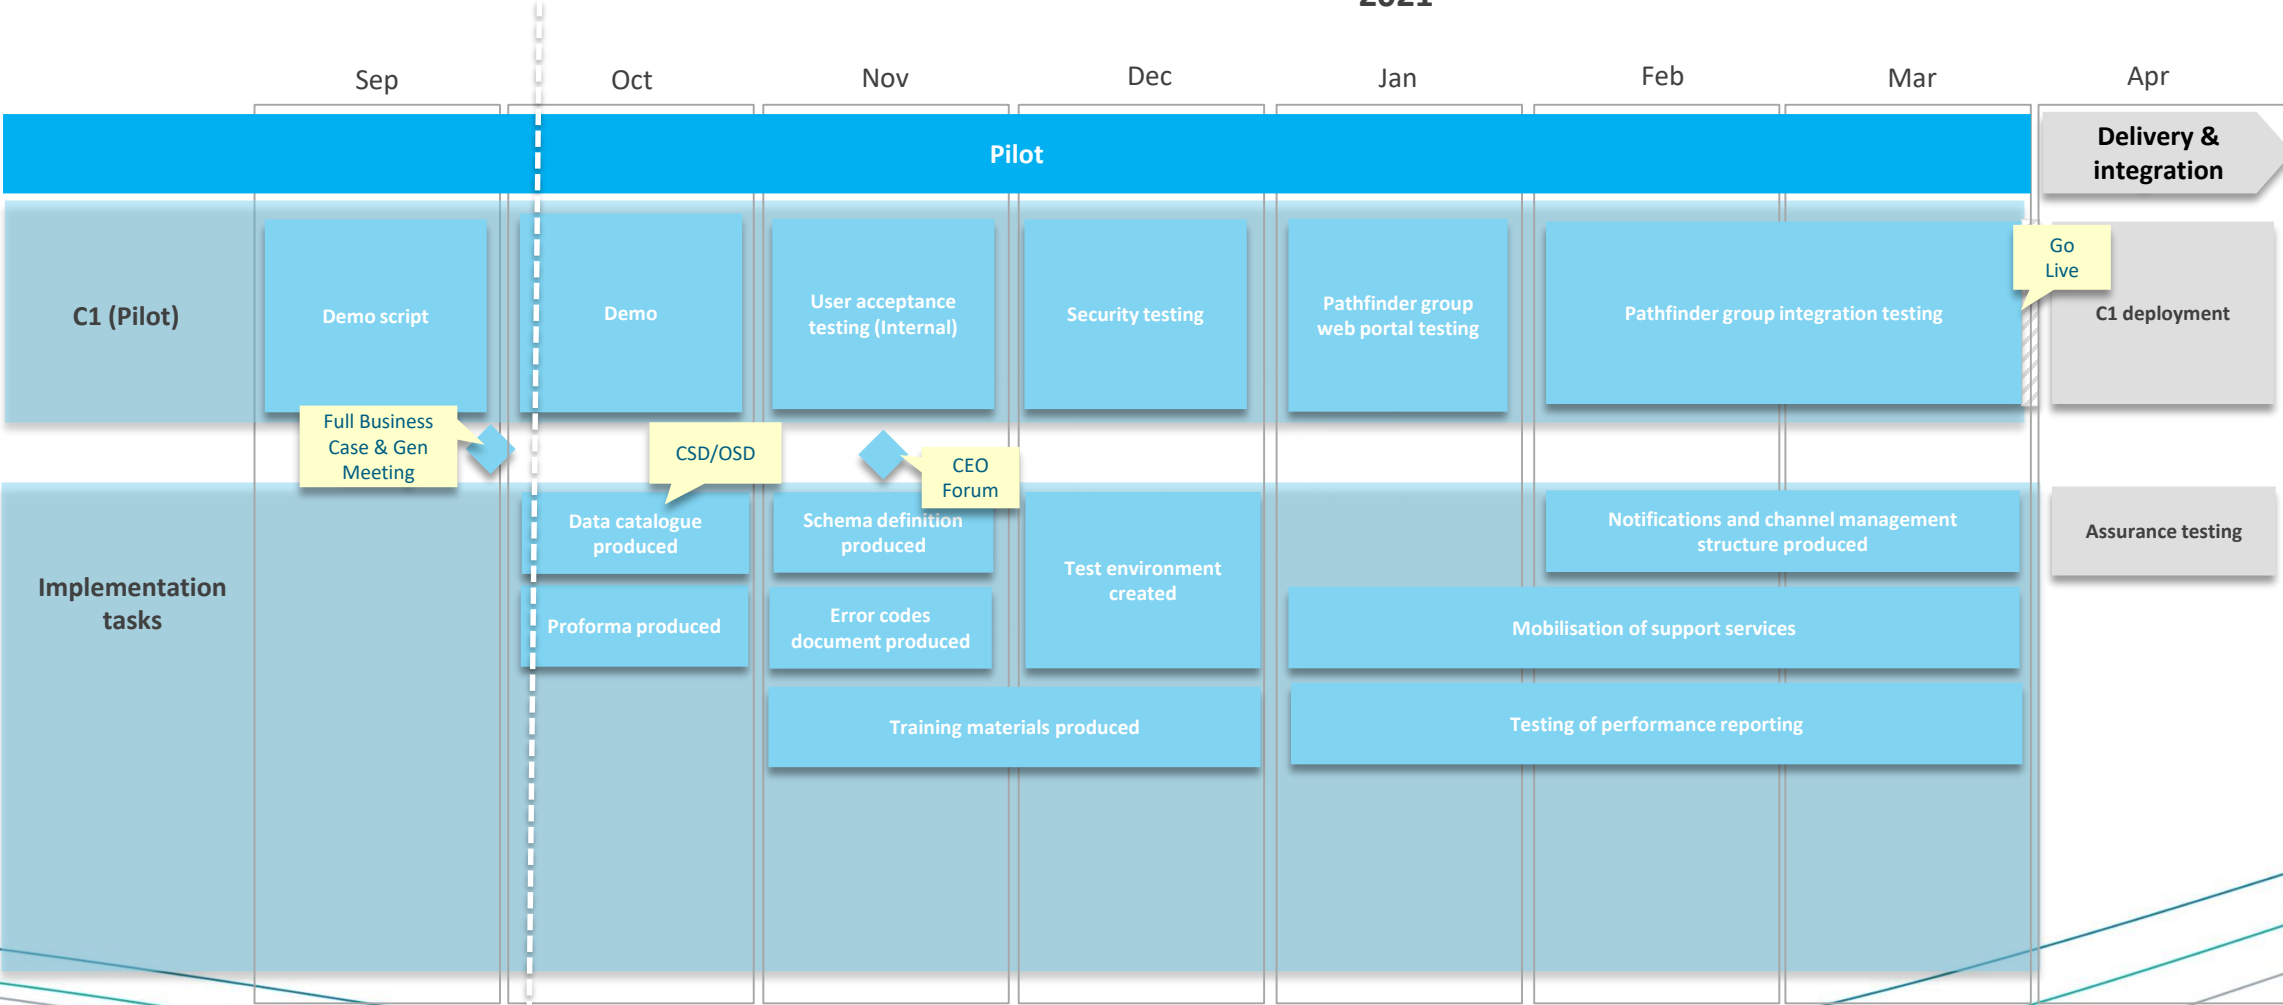 2021
Sep
Oct
Nov
Dec
Jan
Feb
Mar
Apr
Pilot
Delivery &
integration
C1 (Pilot)
Demo script
Demo
User acceptance
testing (Internal)
Security testing
Pathfinder group
web portal testing
Pathfinder group integration testing
Go
Live
C1 deployment
Full Business
Case & Gen
Meeting
CSD/OSD
CEO
Forum
Implementation
tasks
Data catalogue
produced
Schema definition
produced
Test environment
created
Notifications and channel management
structure produced
Assurance testing
Proforma produced
Error codes
document produced
Mobilisation of support services
Training materials produced
Testing of performance reporting